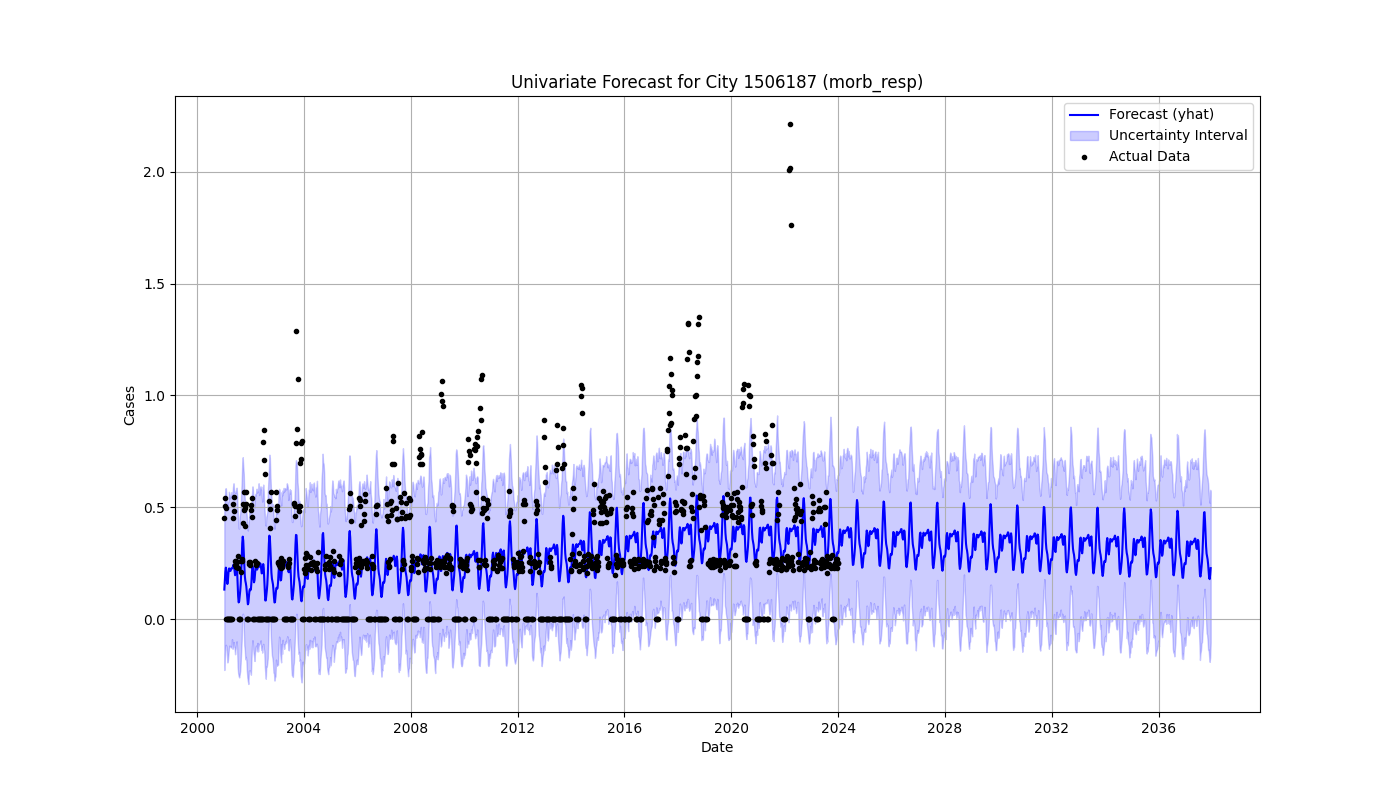 Univariate Forecast for City 1506187 (morb_resp)
Forecast (yhat)
Uncertainty Interval
Actual Data
Cases
2.0
1.5
1.0
0.5
0.0
2000 2004 2008 2012 2016 2020 2024 2028 2032 2036
Date